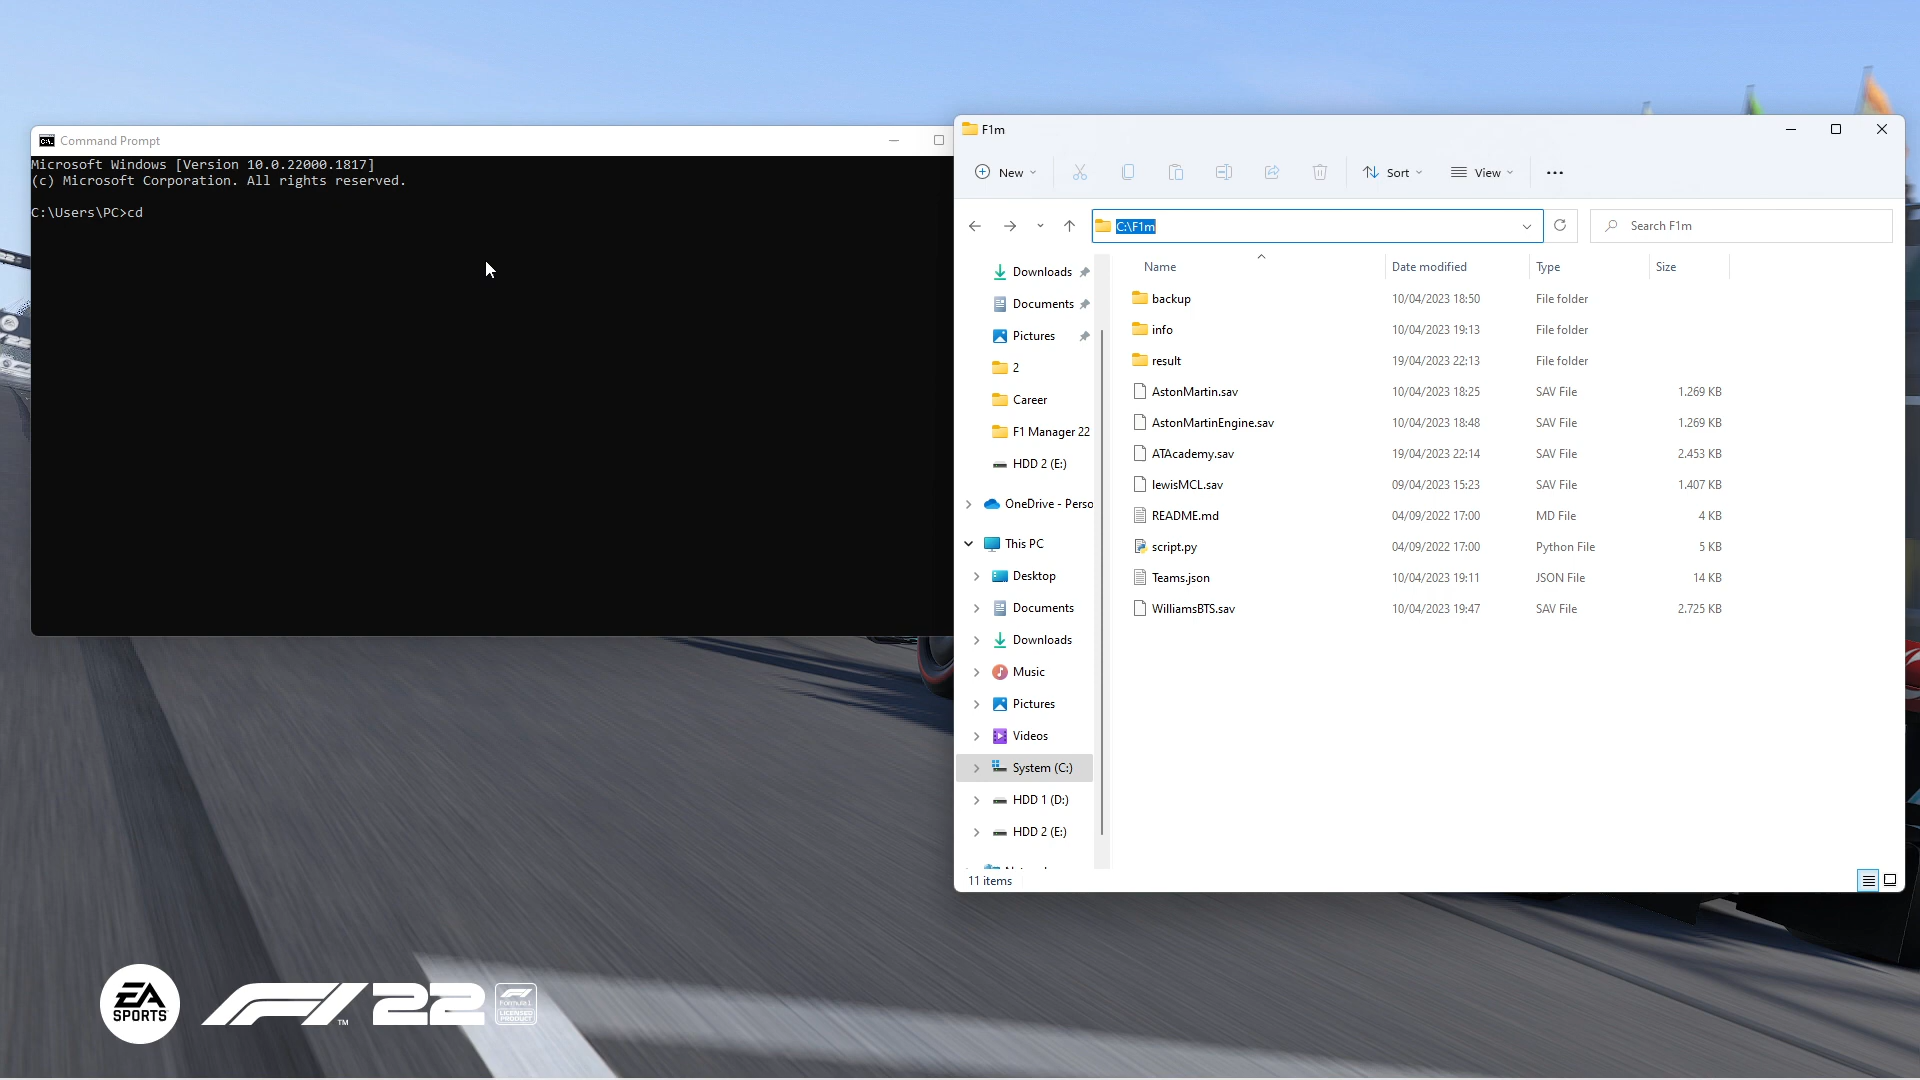 Command Prompt
Microsoft Windows [Version 10.0.22000.1817]
(c) Microsoft Corporation. All rights reserved.
C:\Users\PC>cd
F1m
New
Sort
View
C:\F1m
Search F1m
Downloads
Documents
Pictures
2
Career
F1 Manager 22
HDD 2 (E:)
OneDrive - Perso
This PC
Desktop
Documents
Downloads
Music
Pictures
Videos
System (C:)
HDD 1 (D:)
HDD 2 (E:)
Name Date modified Type Size
backup 10/04/2023 18:50 File folder
info 10/04/2023 19:13 File folder
result 19/04/2023 22:13 File folder
AstonMartin.sav 10/04/2023 18:25 SAV File 1.269 KB
AstonMartinEngine.sav 10/04/2023 18:48 SAV File 1.269 KB
ATAcademy.sav 19/04/2023 22:14 SAV File 2.453 KB
lewisMCL.sav 09/04/2023 15:23 SAV File 1.407 KB
README.md 04/09/2022 17:00 MD File 4 KB
script.py 04/09/2022 17:00 Python File 5 KB
Teams.json 10/04/2023 19:11 JSON File 14 KB
WilliamsBTS.sav 10/04/2023 19:47 SAV File 2.725 KB
11 items
EA
SPORTS
F1 22
TM
Formula 1
LICENSED
PRODUCT